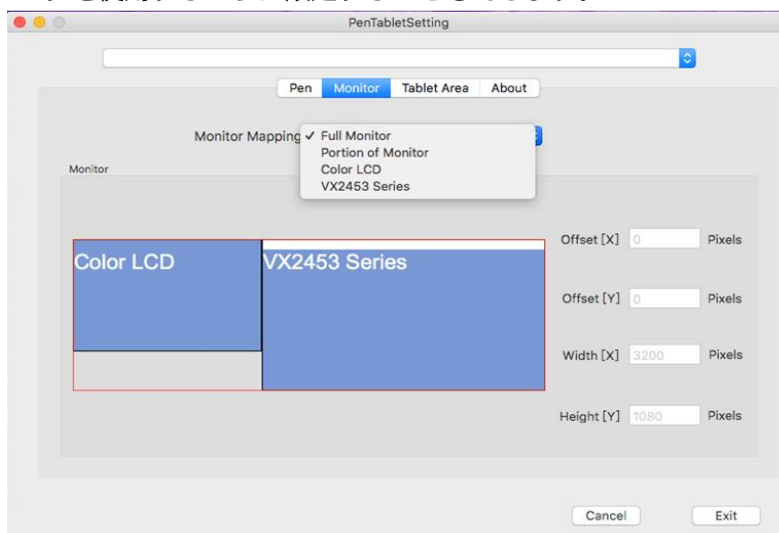 PenTabletSetting
Pen Monitor Tablet Area About
Monitor Mapping ✓ Full Monitor
Portion of Monitor
Color LCD
VX2453 Series
Monitor
Color LCD VX2453 Series
Offset [X] 0 Pixels
Offset [Y] 0 Pixels
Width [X] 3200 Pixels
Height [Y] 1080 Pixels
Cancel Exit